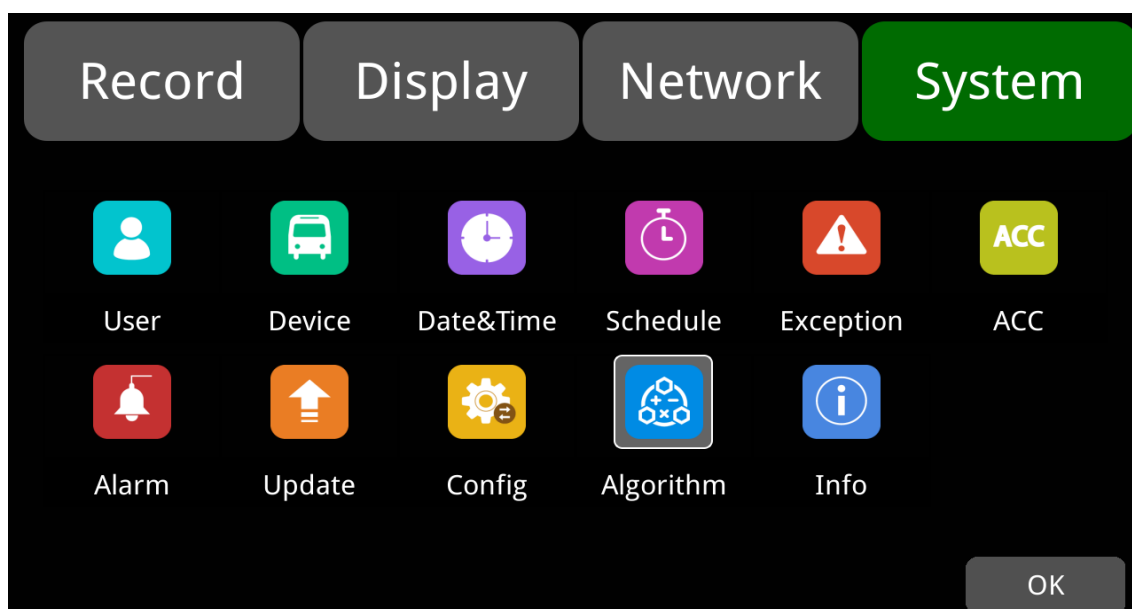 Record Display Network System
ACC
User Device Date&Time Schedule Exception ACC
Alarm Update Config Algorithm Info
OK